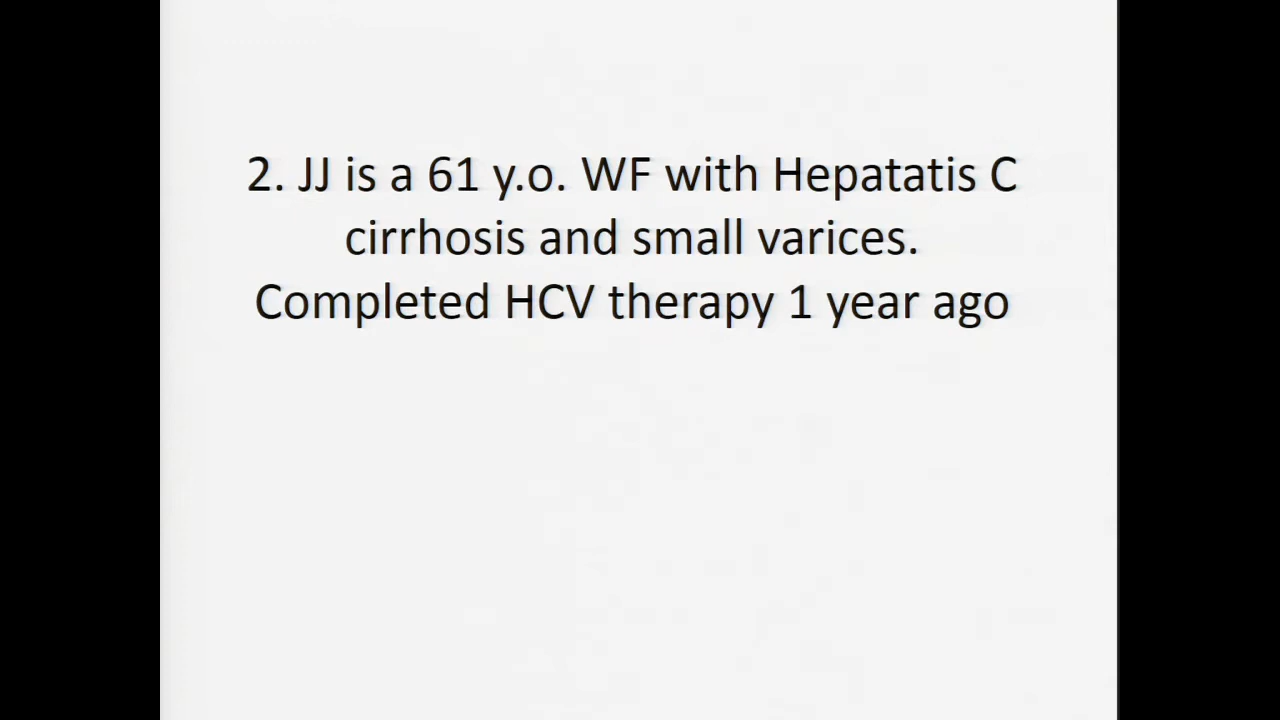 2. JJ is a 61 y.o. WF with Hepatatis C
cirrhosis and small varices.
Completed HCV therapy 1 year ago